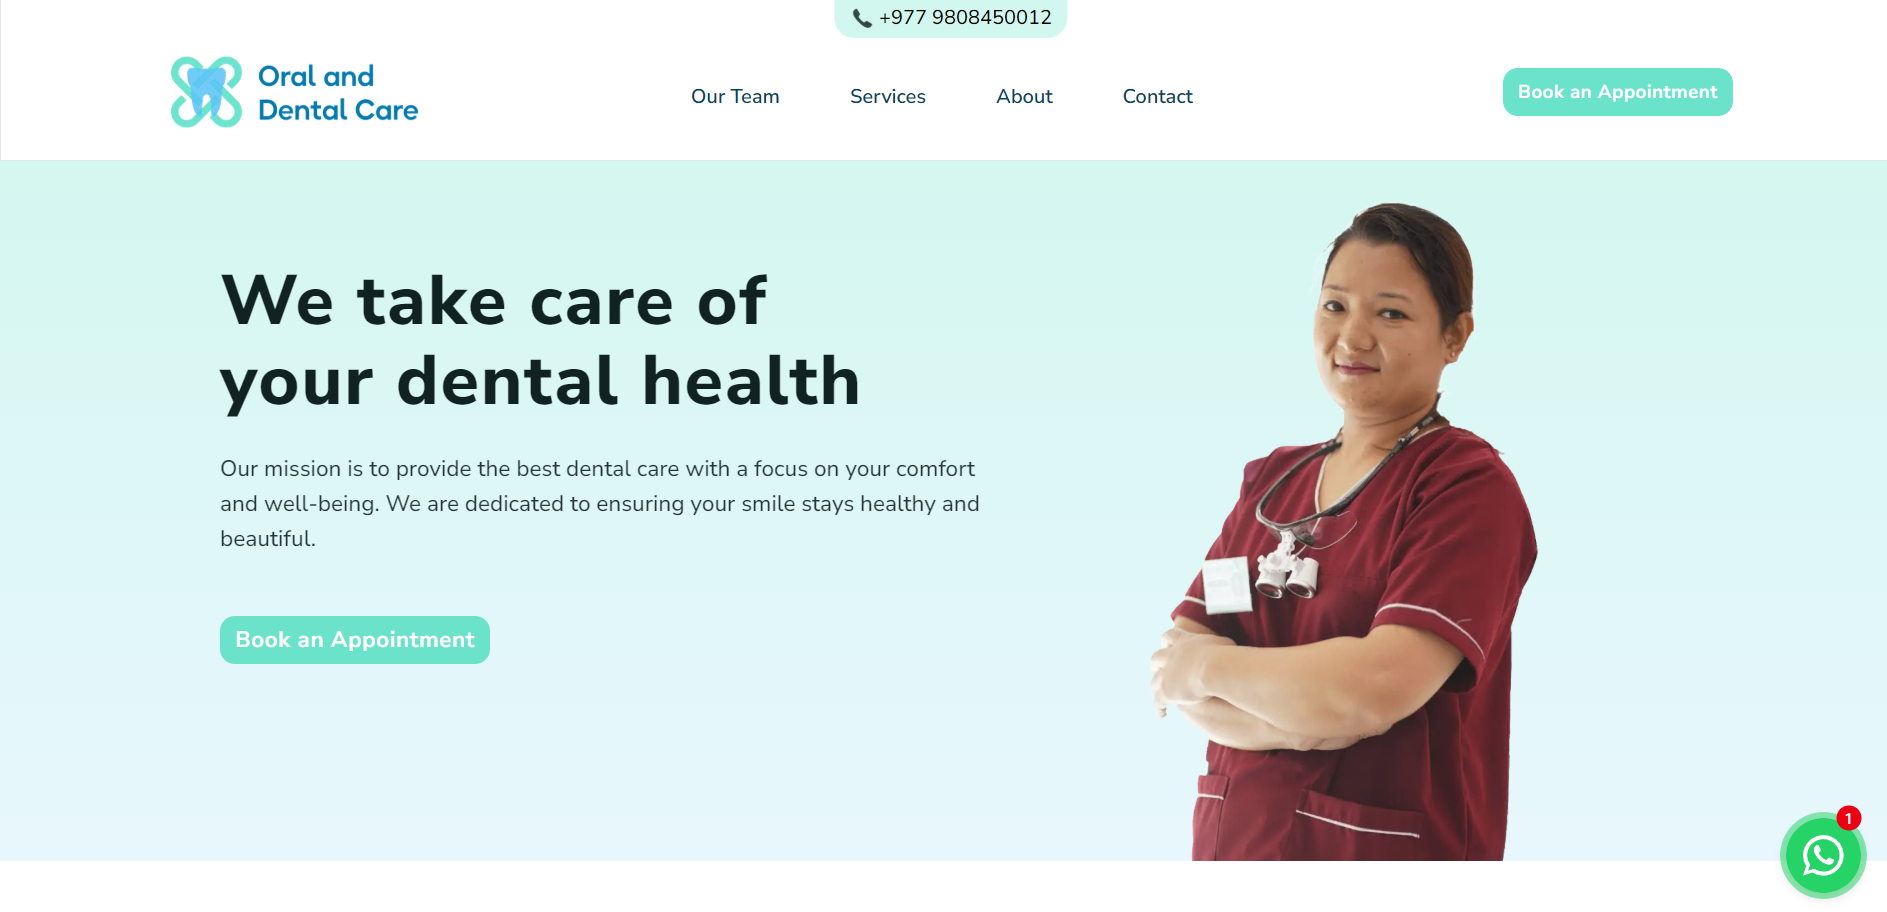 +977 9808450012
Oral and
Dental Care
Our Team
Services
About
Contact
Book an Appointment
We take care of
your dental health
Our mission is to provide the best dental care with a focus on your comfort
and well-being. We are dedicated to ensuring your smile stays healthy and
beautiful.
Book an Appointment
1